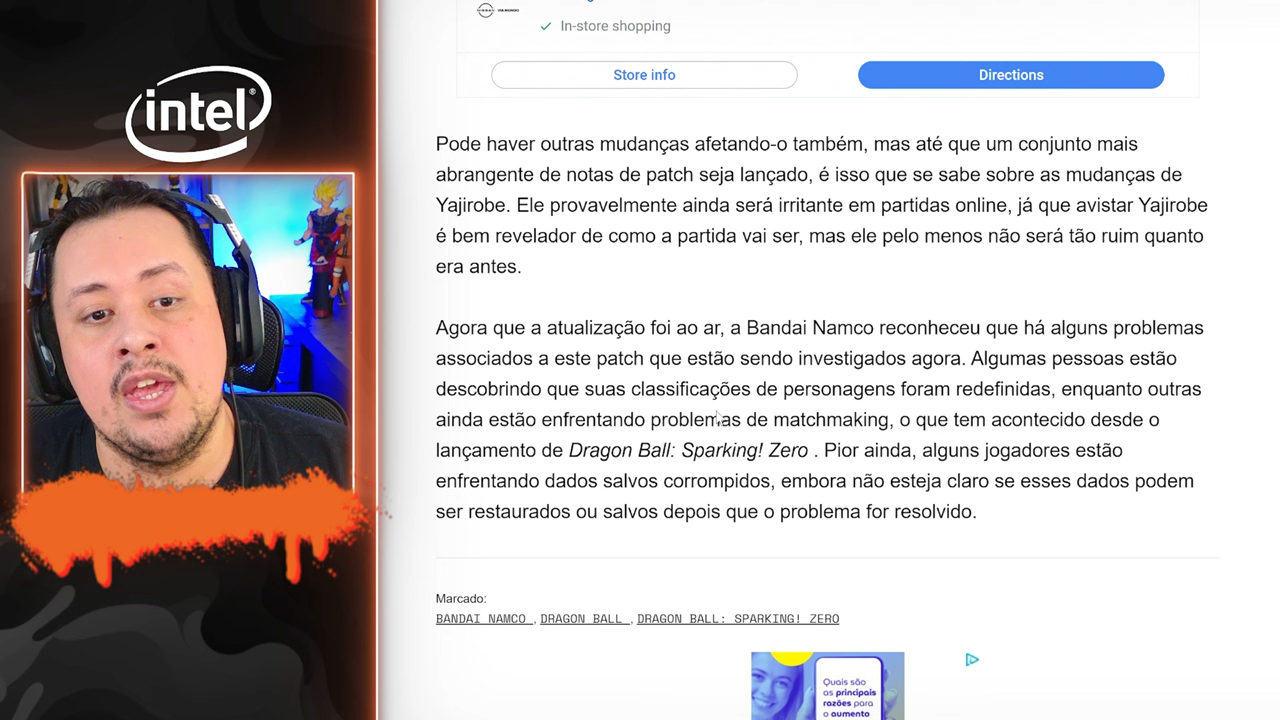 intel®
In-store shopping
Store info
Directions
Pode haver outras mudanças afetando-o também, mas até que um conjunto mais
abrangente de notas de patch seja lançado, é isso que se sabe sobre as mudanças de
Yajirobe. Ele provavelmente ainda será irritante em partidas online, já que avistar Yajirobe
é bem revelador de como a partida vai ser, mas ele pelo menos não será tão ruim quanto
era antes.
Agora que a atualização foi ao ar, a Bandai Namco reconheceu que há alguns problemas
associados a este patch que estão sendo investigados agora. Algumas pessoas estão
descobrindo que suas classificações de personagens foram redefinidas, enquanto outras
ainda estão enfrentando problemas de matchmaking, o que tem acontecido desde o
lançamento de Dragon Ball: Sparking! Zero . Pior ainda, alguns jogadores estão
enfrentando dados salvos corrompidos, embora não esteja claro se esses dados podem
ser restaurados ou salvos depois que o problema for resolvido.
Marcado:
BANDAI NAMCO , DRAGON BALL , DRAGON BALL: SPARKING! ZERO
Quais são
as principais
razões para
o aumento